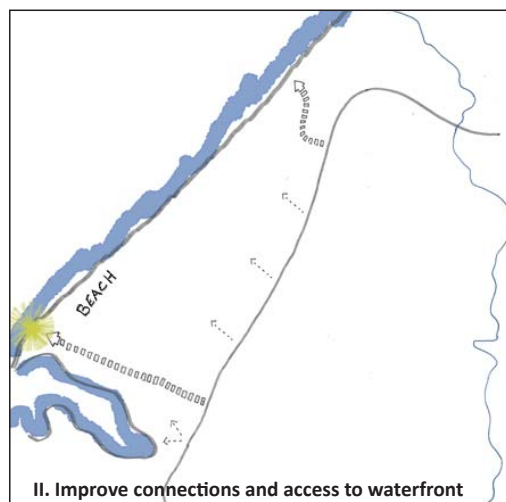 BEACH
II. Improve connections and access to waterfront